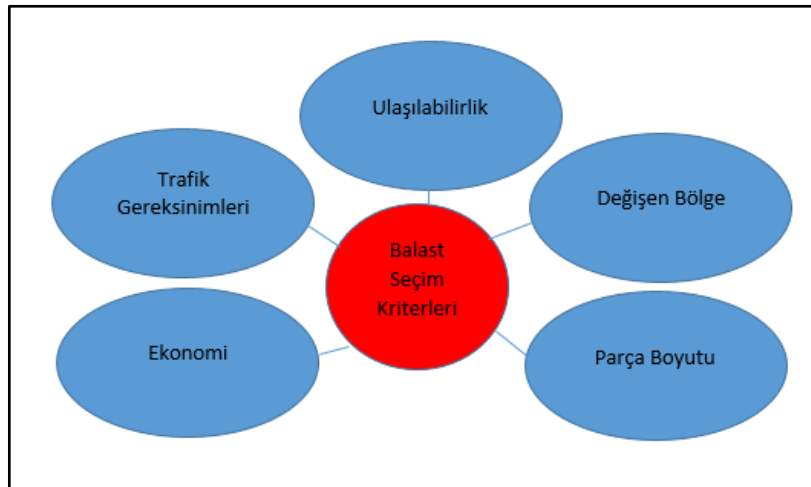 Ulaşılabilirlik
Trafik
Gereksinimleri
Değişen Bölge
Balast
Seçim
Kriterleri
Ekonomi
Parça Boyutu